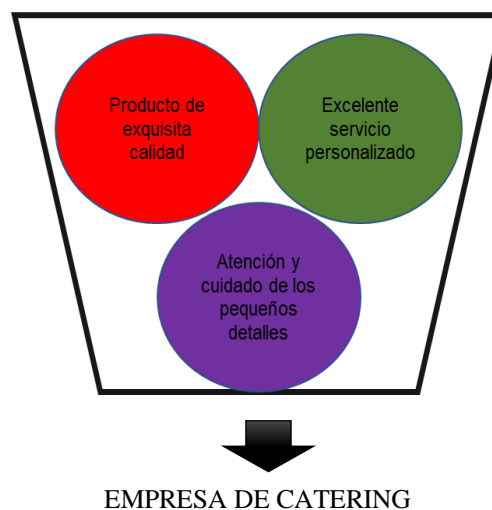 Producto de
exquisita
calidad
Excelente
servicio
personalizado
Atención y
cuidado de los
pequeños
detalles
EMPRESA DE CATERING